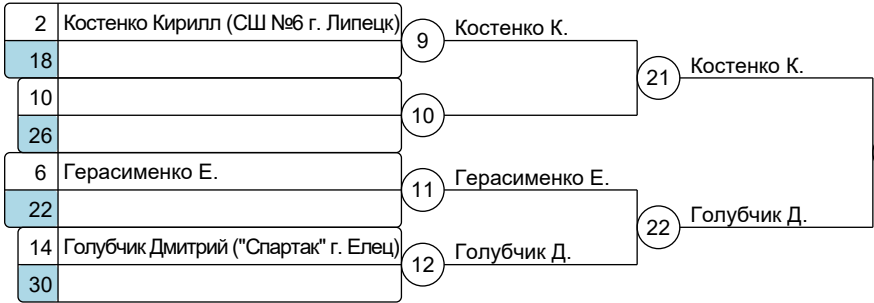 2 Костенко Кирилл (СШ №6 г. Липецк)
9 Костенко К.
18
21 Костенко К.
10
10
26
6 Герасименко Е.
11 Герасименко Е.
22
22 Голубчик Д.
14 Голубчик Дмитрий ("Спартак" г. Елец)
12 Голубчик Д.
30